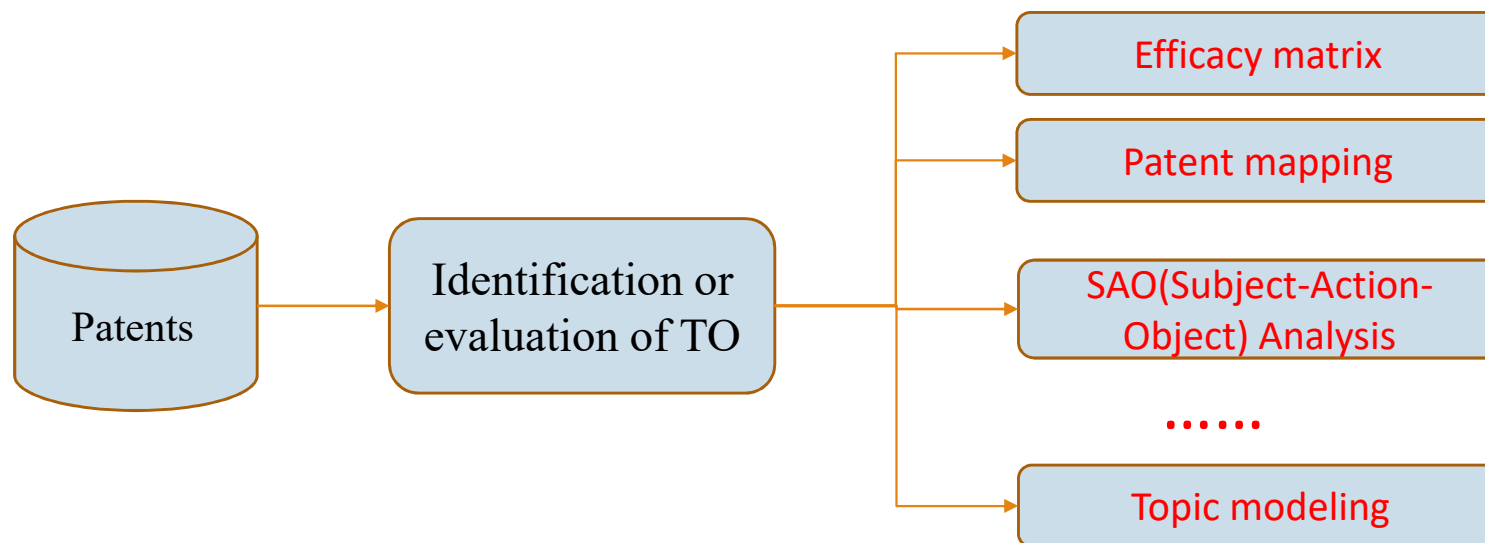 Patents
Identification or
evaluation of TO
Efficacy matrix
Patent mapping
SAO(Subject-Action-
Object) Analysis
······
Topic modeling